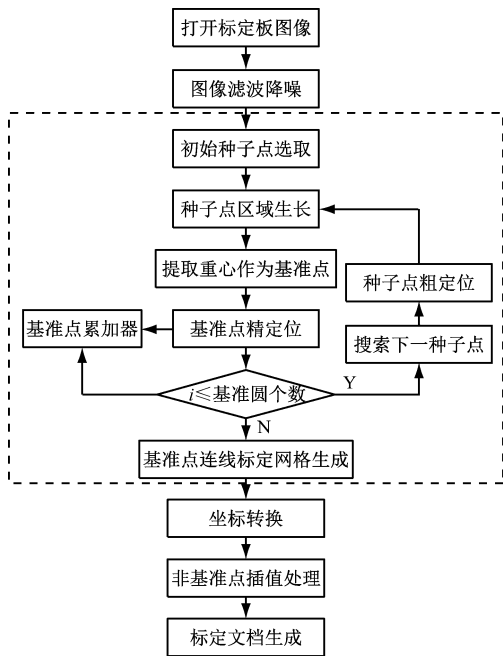 打开标定板图像
图像滤波降噪
初始种子点选取
种子点区域生长
提取重心作为基准点
种子点粗定位
基准点累加器
基准点精定位
搜索下一种子点
i≤基准圆个数
Y
N
基准点连线标定网格生成
坐标转换
非基准点插值处理
标定文档生成